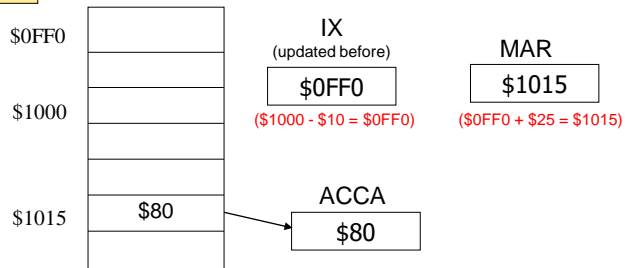 $0FF0
IX
(updated before)
MAR
$0FF0
$1015
$1000
($1000 - $10 = $0FF0)
($0FF0 + $25 = $1015)
ACCA
$1015
$80
$80